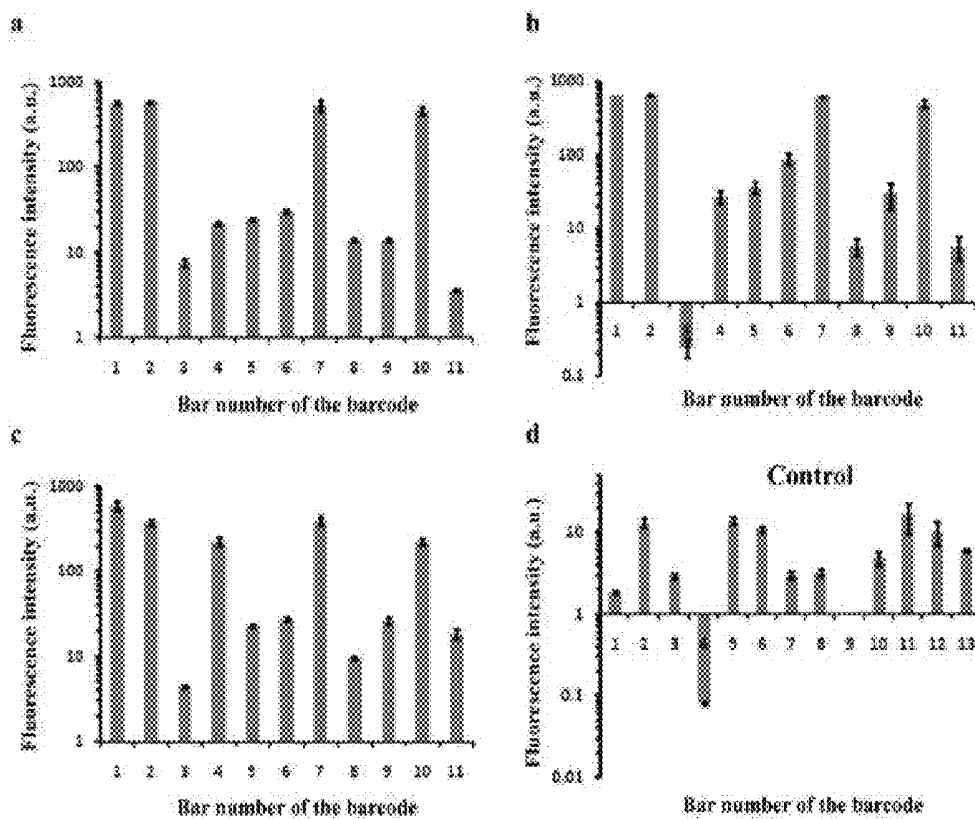 a
Fluorescence intensity (a.u.)
1000
100
10
1
1 2 3 4 5 6 7 8 9 10 11
Bar number of the barcode
b
Fluorescence intensity (a.u.)
1000
100
10
1
0.1
1 2 4 5 6 7 8 9 10 11
Bar number of the barcode
c
Fluorescence intensity (a.u.)
1000
100
10
1
1 2 3 4 5 6 7 8 9 10 11
Bar number of the barcode
d
Control
Fluorescence intensity (a.u.)
10
1
0.1
0.01
1 2 3 4 5 6 7 8 9 10 11 12 13
Bar number of the barcode